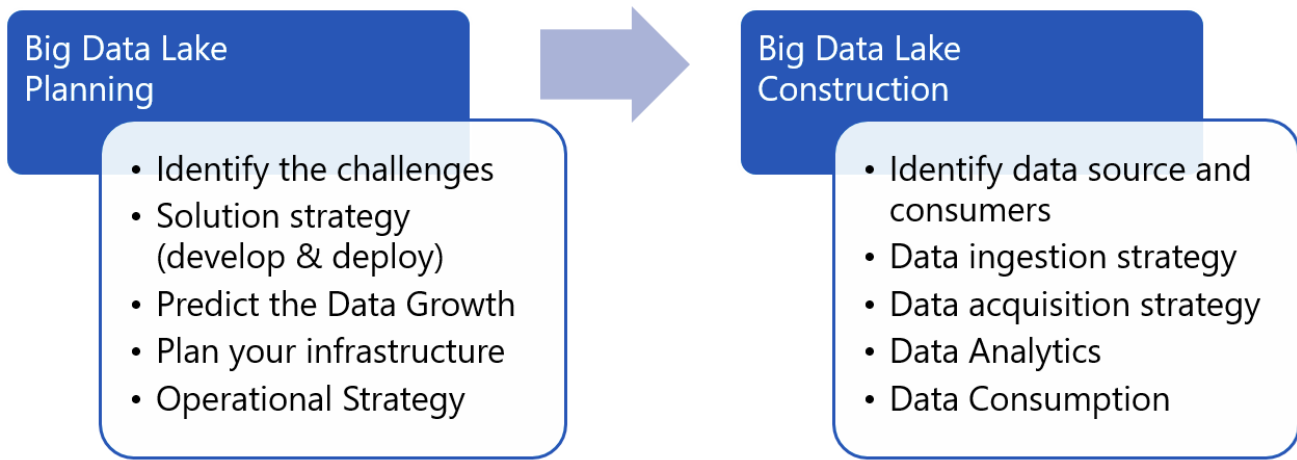 Big Data Lake
Planning
• Identify the challenges
• Solution strategy
(develop & deploy)
• Predict the Data Growth
• Plan your infrastructure
• Operational Strategy
Big Data Lake
Construction
• Identify data source and
consumers
• Data ingestion strategy
• Data acquisition strategy
• Data Analytics
• Data Consumption